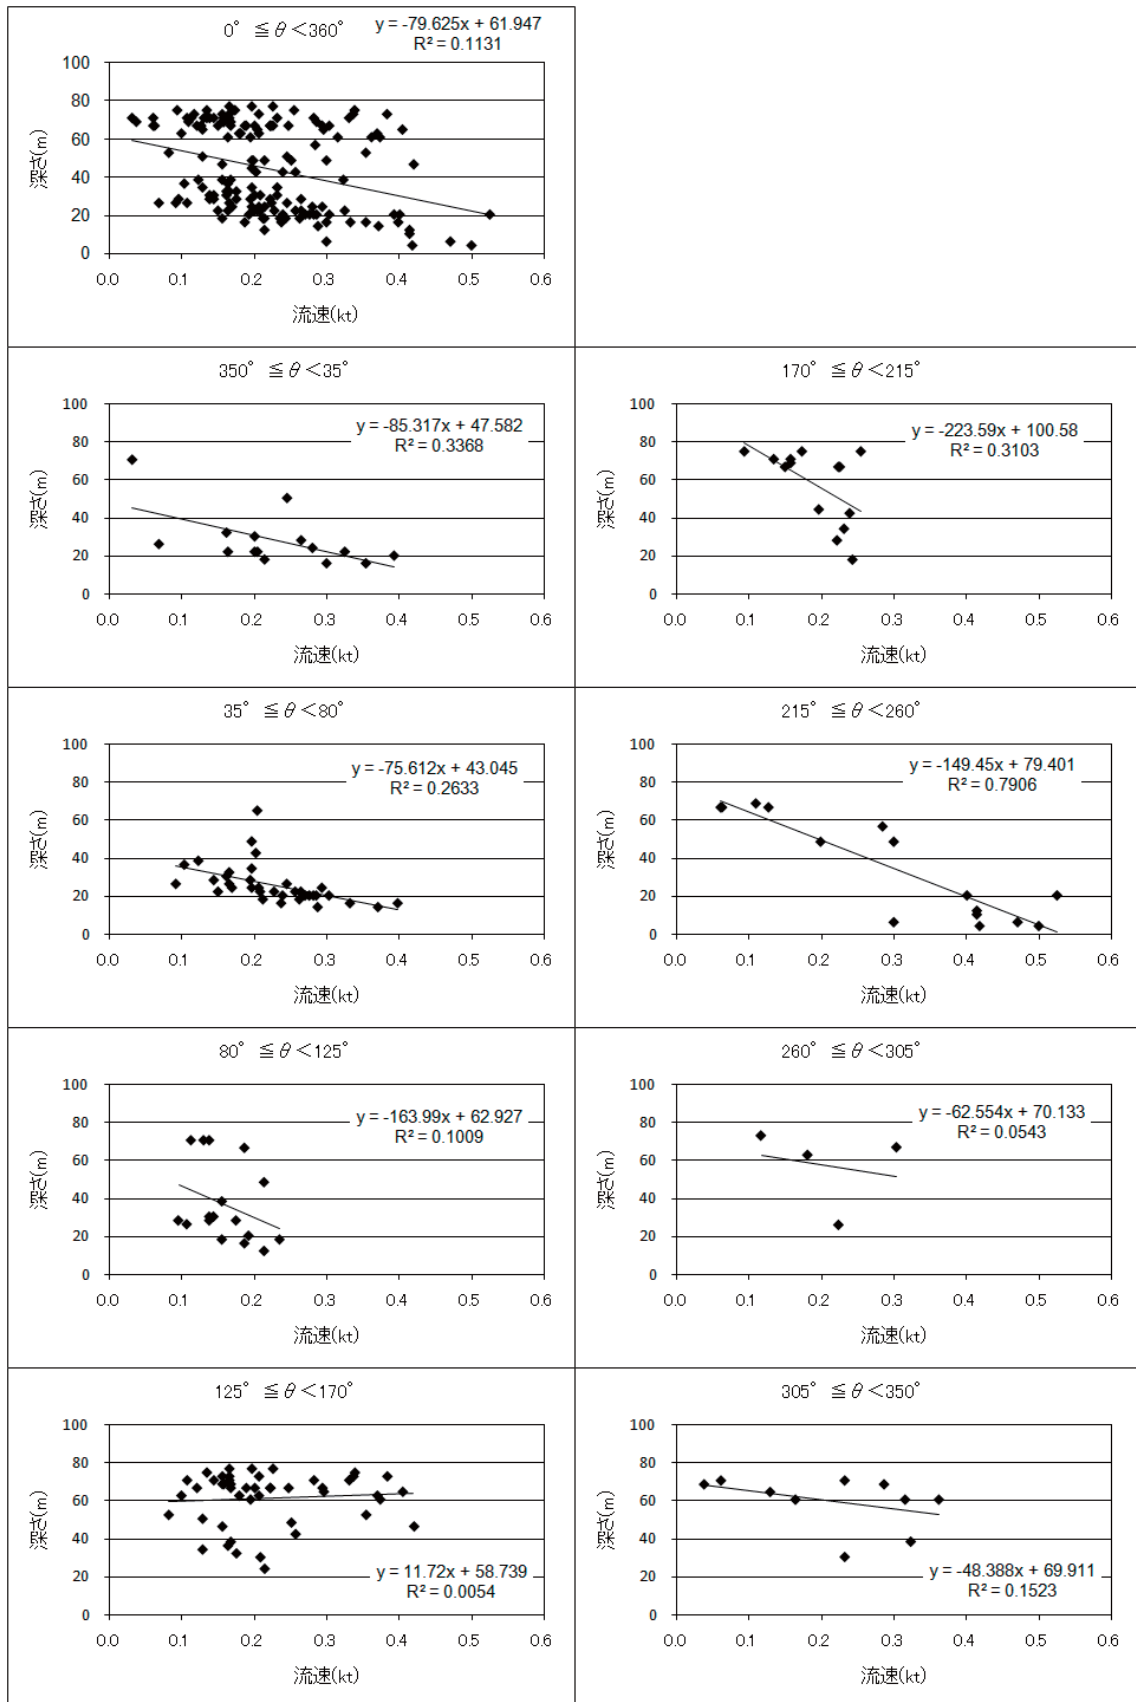 0° ≦θ<360°
y = -79.625x + 61.947
R² = 0.1131
100
80
60
40
20
0
深さ(m)
0.0 0.1 0.2 0.3 0.4 0.5 0.6
流速(kt)
350° ≦θ<35°
y = -85.317x + 47.582
R² = 0.3368
100
80
60
40
20
0
深さ(m)
0.0 0.1 0.2 0.3 0.4 0.5 0.6
流速(kt)
170° ≦θ<215°
y = -223.59x + 100.58
R² = 0.3103
100
80
60
40
20
0
深さ(m)
0.0 0.1 0.2 0.3 0.4 0.5 0.6
流速(kt)
35° ≦θ<80°
y = -75.612x + 43.045
R² = 0.2633
100
80
60
40
20
0
深さ(m)
0.0 0.1 0.2 0.3 0.4 0.5 0.6
流速(kt)
215° ≦θ<260°
y = -149.45x + 79.401
R² = 0.7906
100
80
60
40
20
0
深さ(m)
0.0 0.1 0.2 0.3 0.4 0.5 0.6
流速(kt)
80° ≦θ<125°
y = -163.99x + 62.927
R² = 0.1009
100
80
60
40
20
0
深さ(m)
0.0 0.1 0.2 0.3 0.4 0.5 0.6
流速(kt)
260° ≦θ<305°
y = -62.554x + 70.133
R² = 0.0543
100
80
60
40
20
0
深さ(m)
0.0 0.1 0.2 0.3 0.4 0.5 0.6
流速(kt)
125° ≦θ<170°
100
80
60
40
20
0
深さ(m)
y = 11.72x + 58.739
R² = 0.0054
0.0 0.1 0.2 0.3 0.4 0.5 0.6
流速(kt)
305° ≦θ<350°
100
80
60
40
20
0
深さ(m)
y = -48.388x + 69.911
R² = 0.1523
0.0 0.1 0.2 0.3 0.4 0.5 0.6
流速(kt)